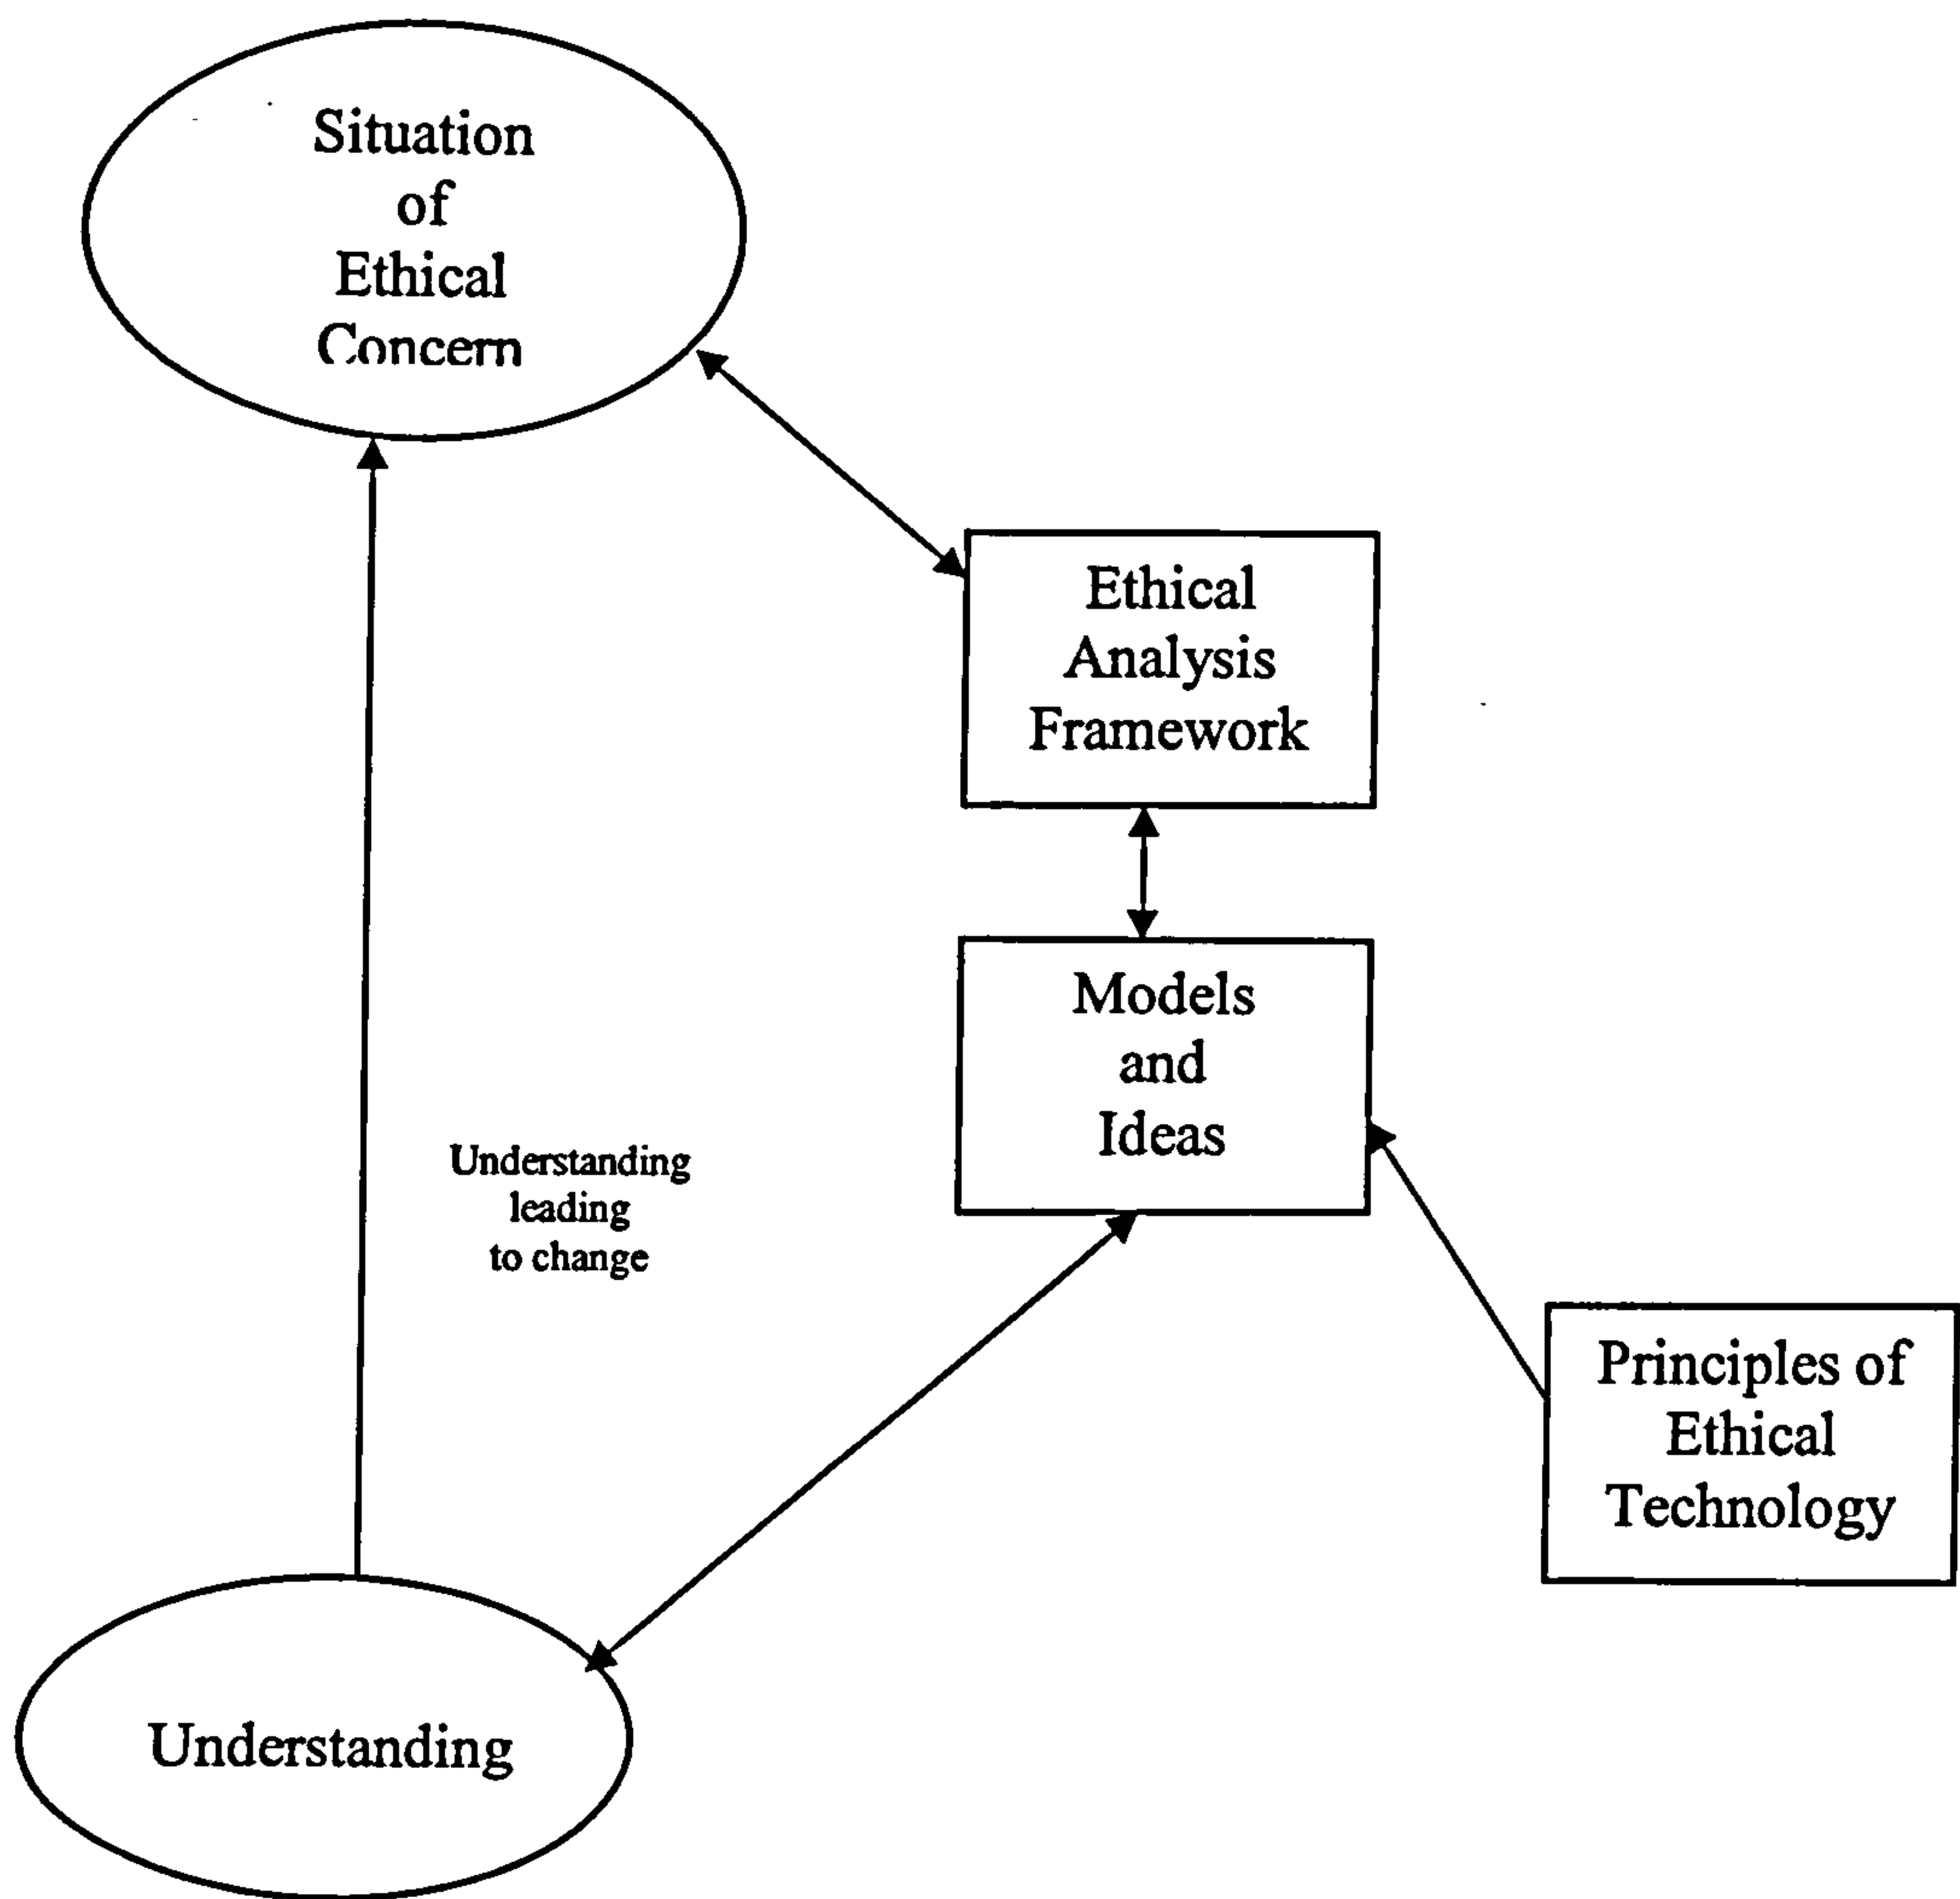 Situation
of
Ethical
Concern
Ethical
Analysis
Framework
Models
and
Ideas
Understanding
leading
to change
Principles of
Ethical
Technology
Understanding